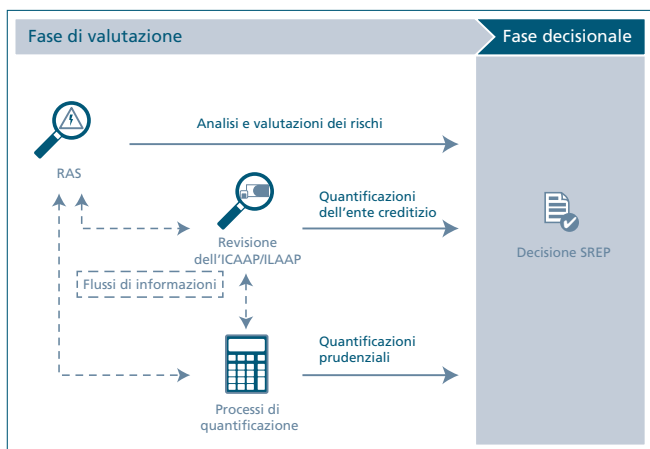 Fase di valutazione
Fase decisionale
Analisi e valutazioni dei rischi
RAS
Quantificazioni
dell'ente creditizio
Revisione
dell'ICAAP/ILAAP
Decisione SREP
Flussi di informazioni
Quantificazioni
prudenziali
Processi di
quantificazione